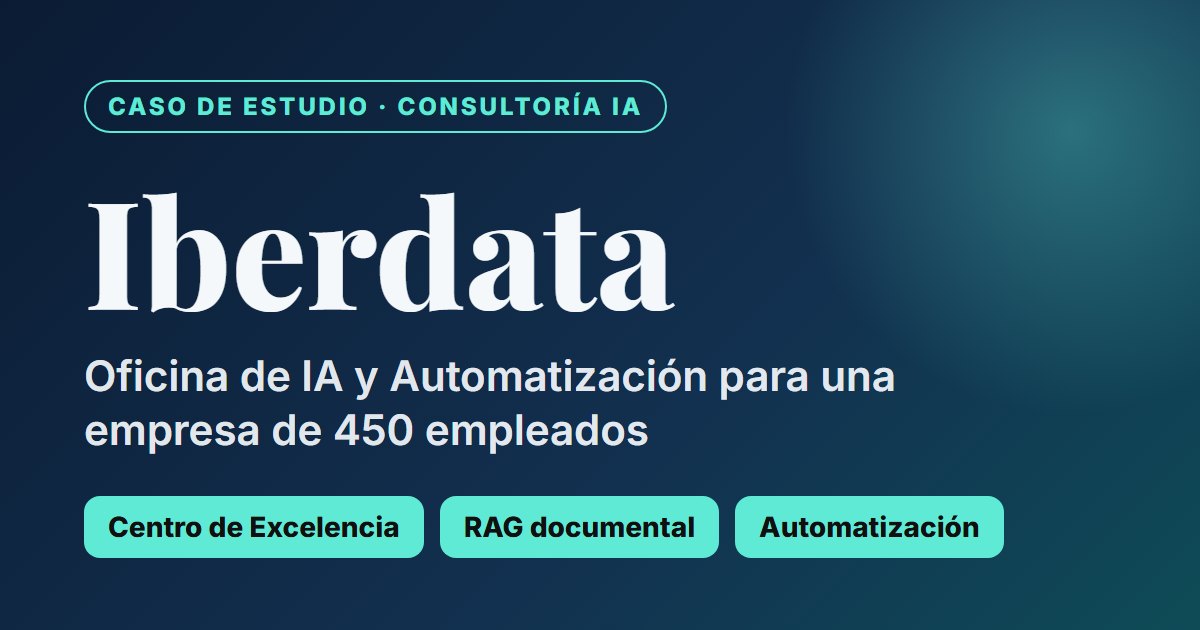 CASO DE ESTUDIO · CONSULTORÍA IA
Iberdata
Oficina de IA y Automatización para una
empresa de 450 empleados
Centro de Excelencia
RAG documental
Automatización